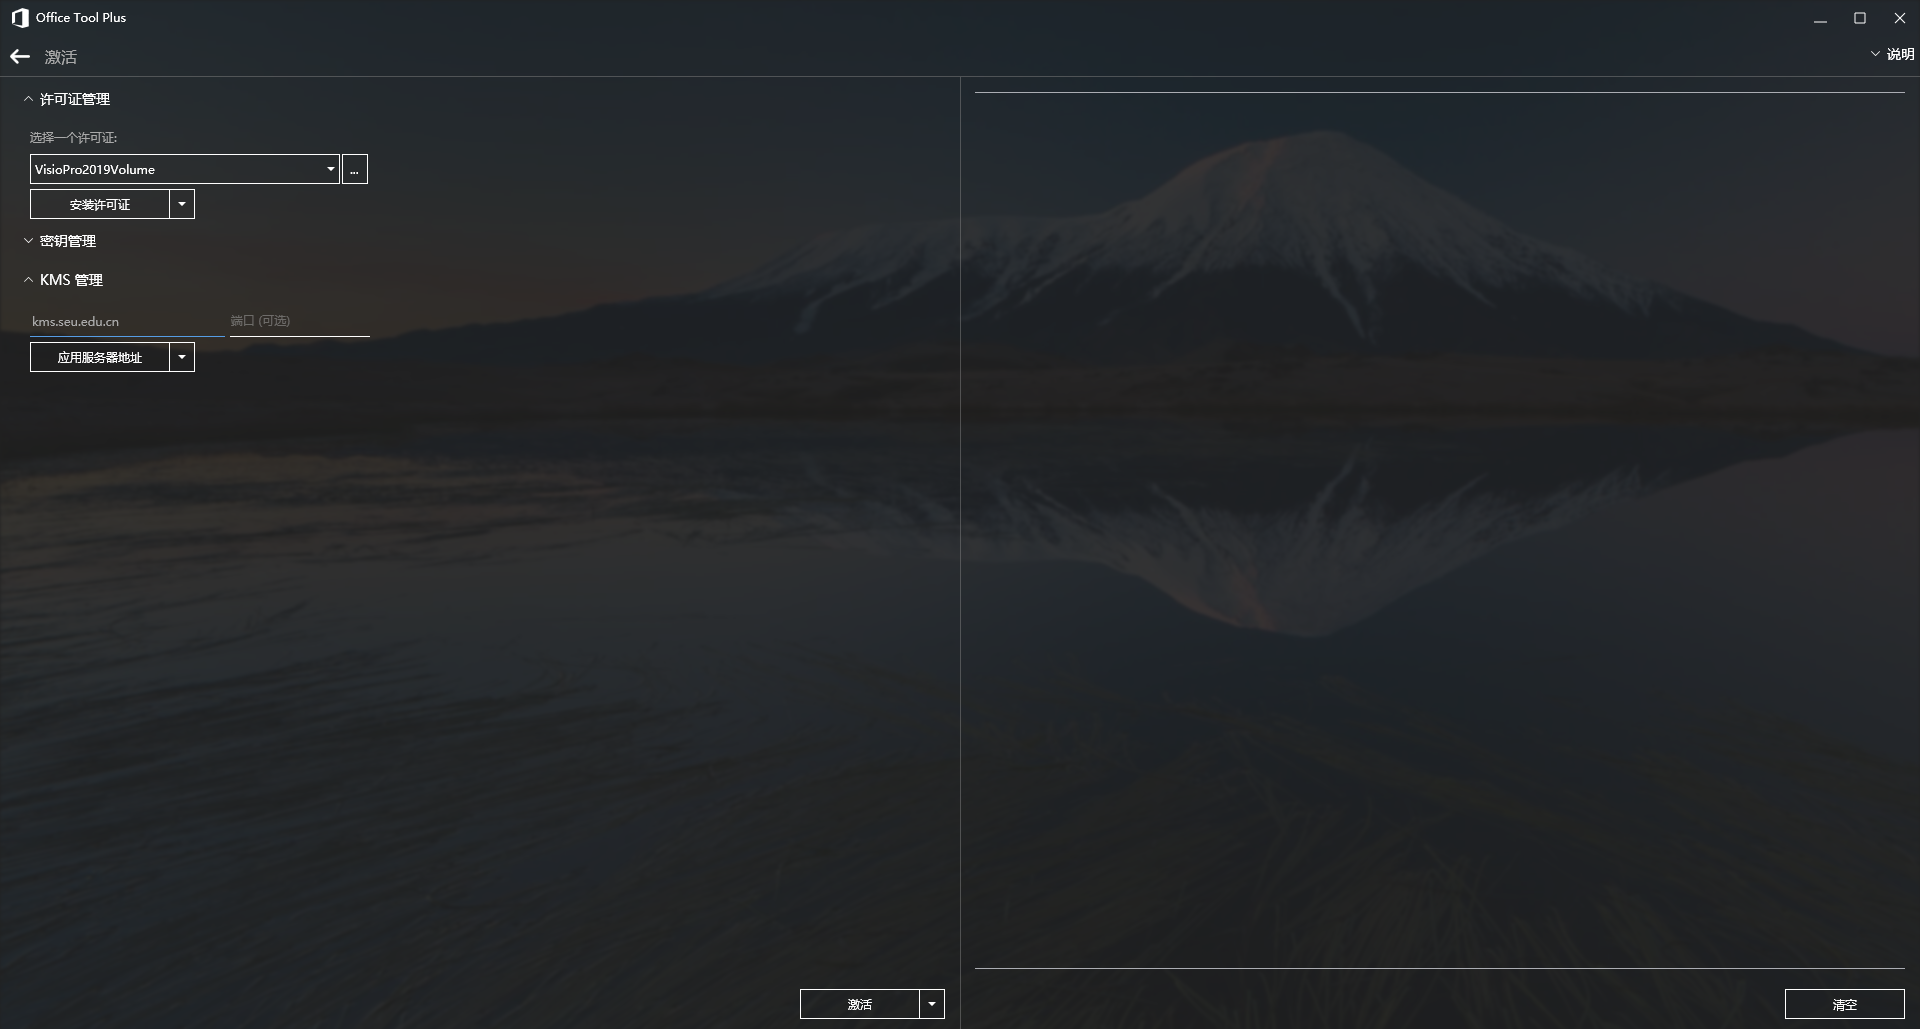 Office Tool Plus
激活
说明
许可证管理
选择一个许可证:
VisioPro2019Volume
...
安装许可证
密钥管理
KMS 管理
kms.seu.edu.cn
端口 (可选)
应用服务器地址
激活
清空